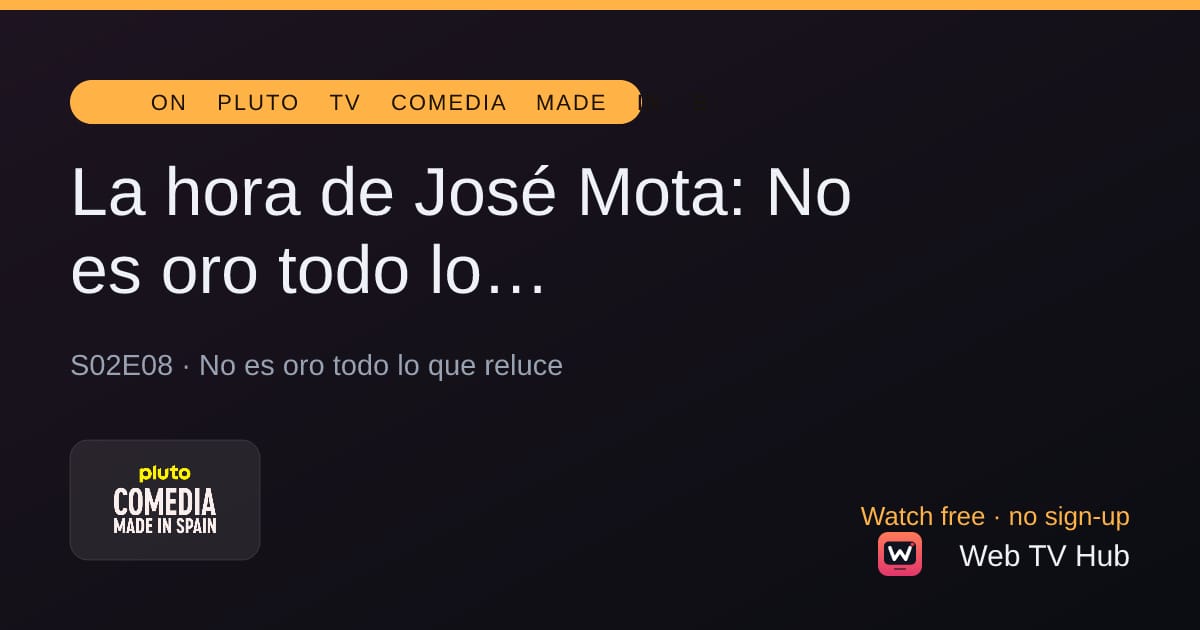 ON PLUTO TV COMEDIA MADE
La hora de José Mota: No
es oro todo lo…
S02E08 · No es oro todo lo que reluce
pluto
COMEDIA
MADE IN SPAIN
Watch free · no sign-up
W
Web TV Hub